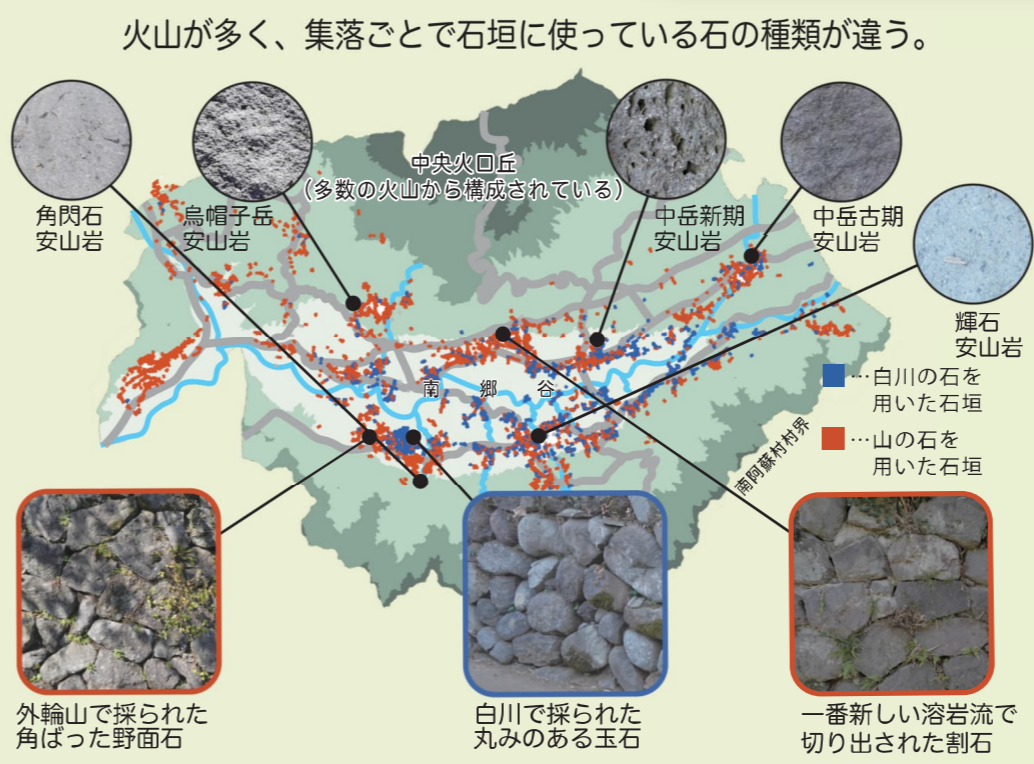 火山が多く、集落ごとで石垣に使っている石の種類が違う。
中央火口丘
（多数の火山から構成されている）
角閃石
安山岩
烏帽子岳
安山岩
中岳新期
安山岩
中岳古期
安山岩
輝石
安山岩
南郷谷
…白川の石を
用いた石垣
…山の石を
用いた石垣
南阿蘇村村界
外輪山で採られた
角ばった野面石
白川で採られた
丸みのある玉石
一番新しい溶岩流で
切り出された割石